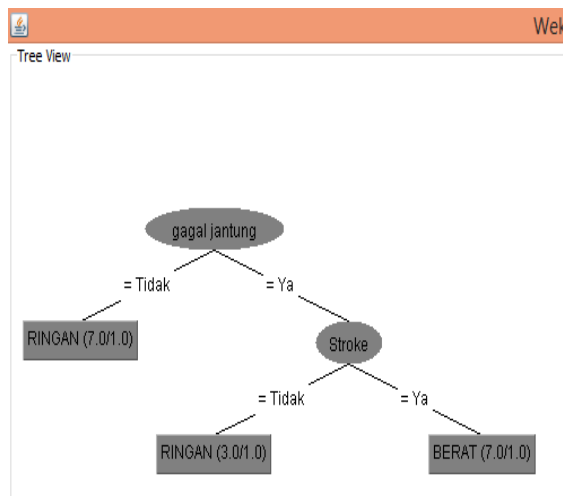 Wek
Tree View
gagal jantung
= Tidak
= Ya
RINGAN (7.0/1.0)
Stroke
= Tidak
= Ya
RINGAN (3.0/1.0)
BERAT (7.0/1.0)